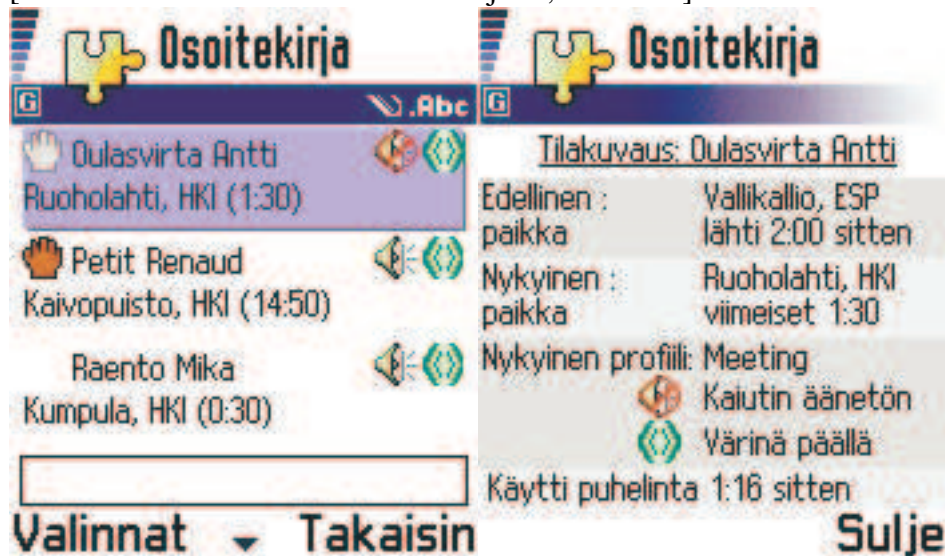 Osoitekirja
G .Abc
Oulasvirta Antti
Ruoholahti, HKI (1:30)
Petit Renaud
Kaivopuisto, HKI (14:50)
Raento Mika
Kumpula, HKI (0:30)
Valinnat Takaisin
Osoitekirja
G
Tilakuvaus: Oulasvirta Antti
Edellinen : Vallikallio, ESP
paikka lähti 2:00 sitten
Nykyinen : Ruoholahti, HKI
paikka viimeiset 1:30
Nykyinen profiili: Meeting
Kaiutin äänetön
Värinä päällä
Käytti puhelinta 1:16 sitten
Sulje